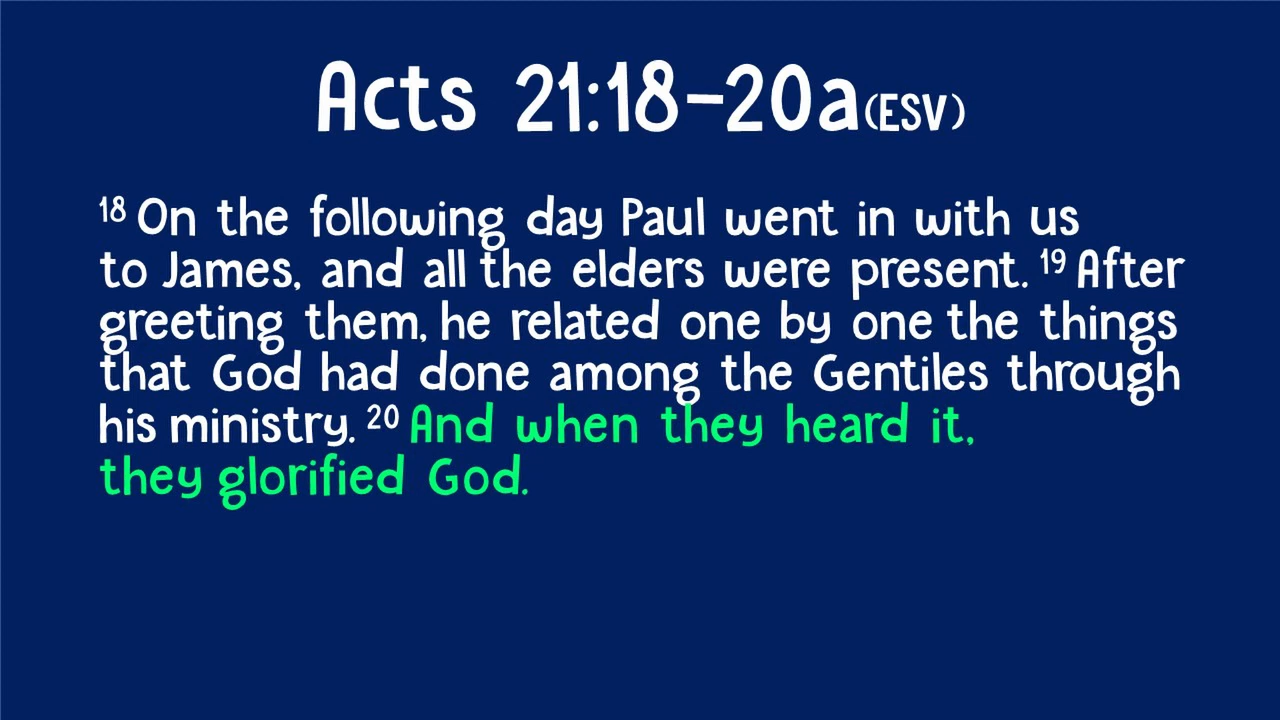 Acts 21:18-20a(ESV)
18 On the following day Paul went in with us
to James, and all the elders were present. 19 After
greeting them, he related one by one the things
that God had done among the Gentiles through
his ministry. 20 And when they heard it,
they glorified God.